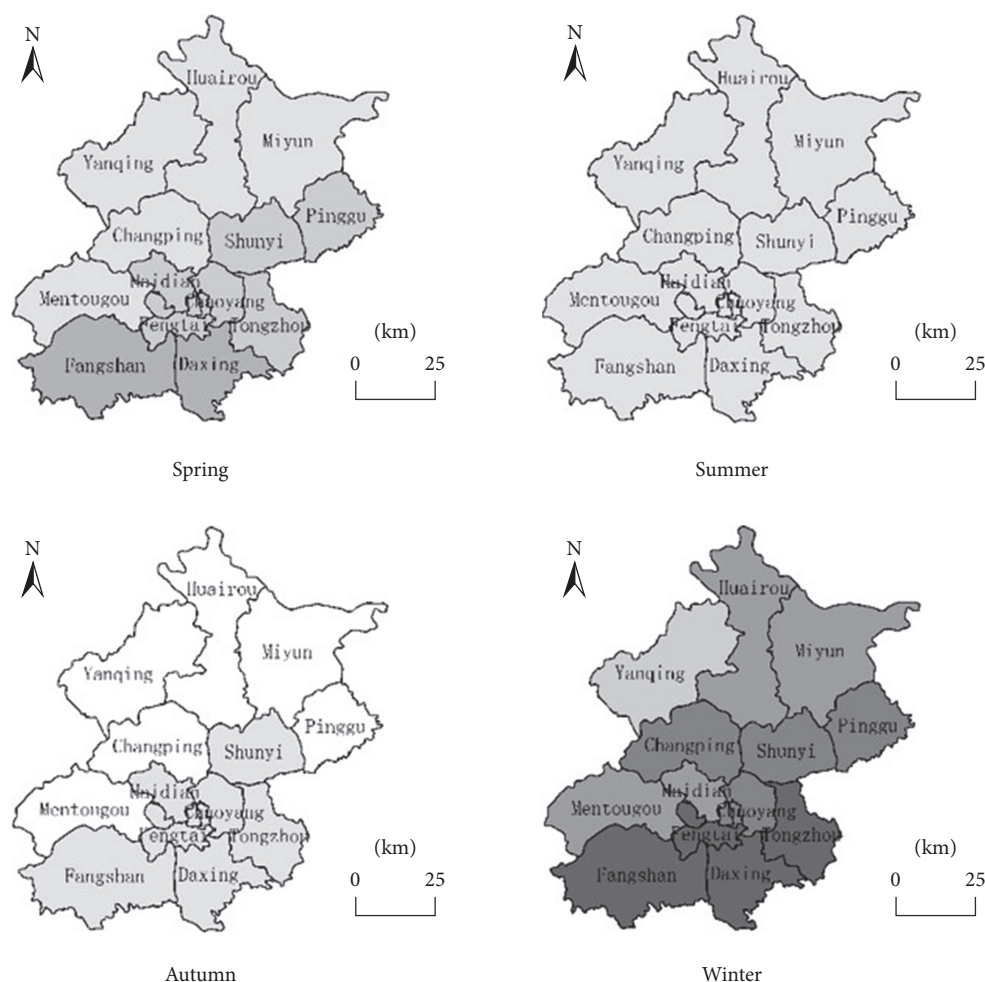 N
Huairou
Miyun
Yanqing
Pinggu
Changping
Shunyi
Haidian
Mentougou
Chaoyang
Fengtai
Tongzhou
Fangshan
Daxing
(km)
0 25
Spring
N
Huairou
Miyun
Yanqing
Pinggu
Changping
Shunyi
Haidian
Mentougou
Chaoyang
Fengtai
Tongzhou
Fangshan
Daxing
(km)
0 25
Summer
N
Huairou
Miyun
Yanqing
Pinggu
Changping
Shunyi
Haidian
Mentougou
Chaoyang
Fengtai
Tongzhou
Fangshan
Daxing
(km)
0 25
Autumn
N
Huairou
Miyun
Yanqing
Pinggu
Changping
Shunyi
Haidian
Mentougou
Chaoyang
Fengtai
Tongzhou
Fangshan
Daxing
(km)
0 25
Winter